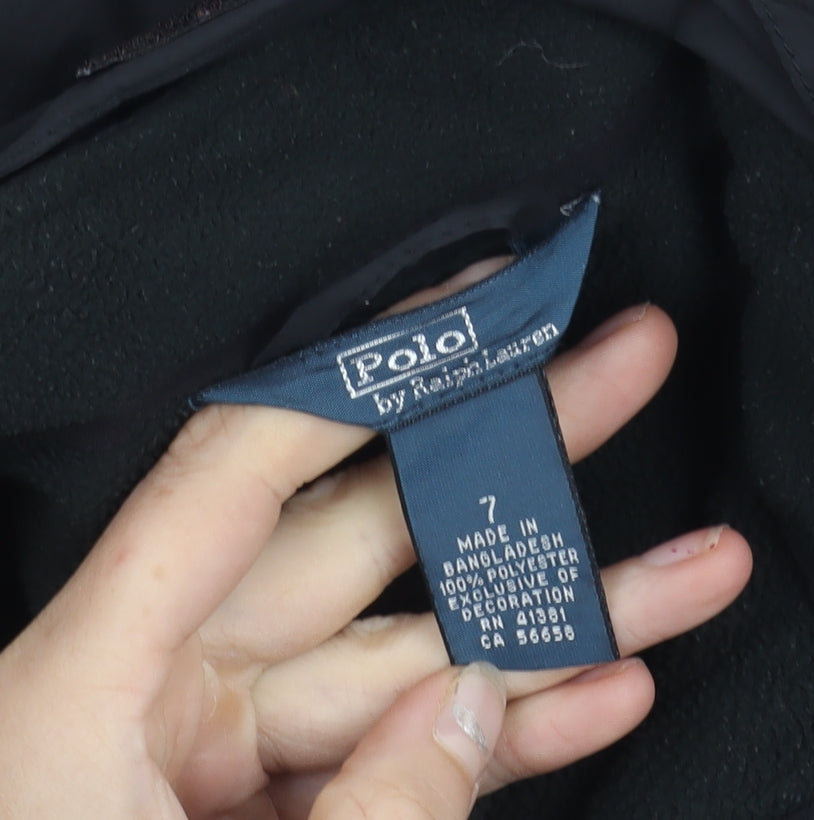 Polo
by Ralph Lauren
7
MADE IN
BANGLADESH
100% POLYESTER
EXCLUSIVE OF
DECORATION
RN 41381
CA 56658